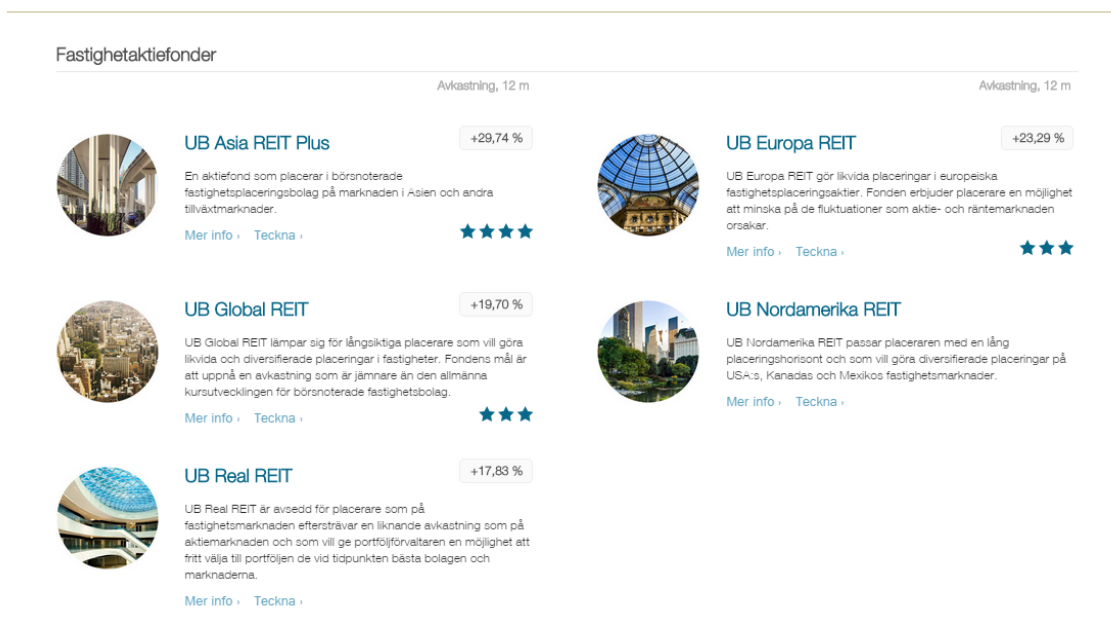 Fastighetaktiefonder
Avkastning, 12 m
Avkastning, 12 m
UB Asia REIT Plus
+29,74 %
En aktiefond som placerar i börsnoterade
fastighetsplaceringsbolag på marknaden i Asien och andra
tillväxtmarknader.
Mer info › Teckna ›
UB Europa REIT
+23,29 %
UB Europa REIT gör likvida placeringar i europeiska
fastighetsplaceringsaktier. Fonden erbjuder placerare en möjlighet
att minska på de fluktuationer som aktie- och räntemarknaden
orsakar.
Mer info › Teckna ›
UB Global REIT
+19,70 %
UB Global REIT lämpar sig för långsiktiga placerare som vill göra
likvida och diversifierade placeringar i fastigheter. Fondens mål är
att uppnå en avkastning som är jämnare än den allmänna
kursutvecklingen för börsnoterade fastighetsbolag.
Mer info › Teckna ›
UB Nordamerika REIT
UB Nordamerika REIT passar placeraren med en lång
placeringshorisont och som vill göra diversifierade placeringar på
USA:s, Kanadas och Mexikos fastighetsmarknader.
Mer info › Teckna ›
UB Real REIT
+17,83 %
UB Real REIT är avsedd för placerare som på
fastighetsmarknaden eftersträvar en liknande avkastning som på
aktiemarknaden och som vill ge portföljförvaltaren en möjlighet att
fritt välja till portföljen de vid tidpunkten bästa bolagen och
marknaderna.
Mer info › Teckna ›